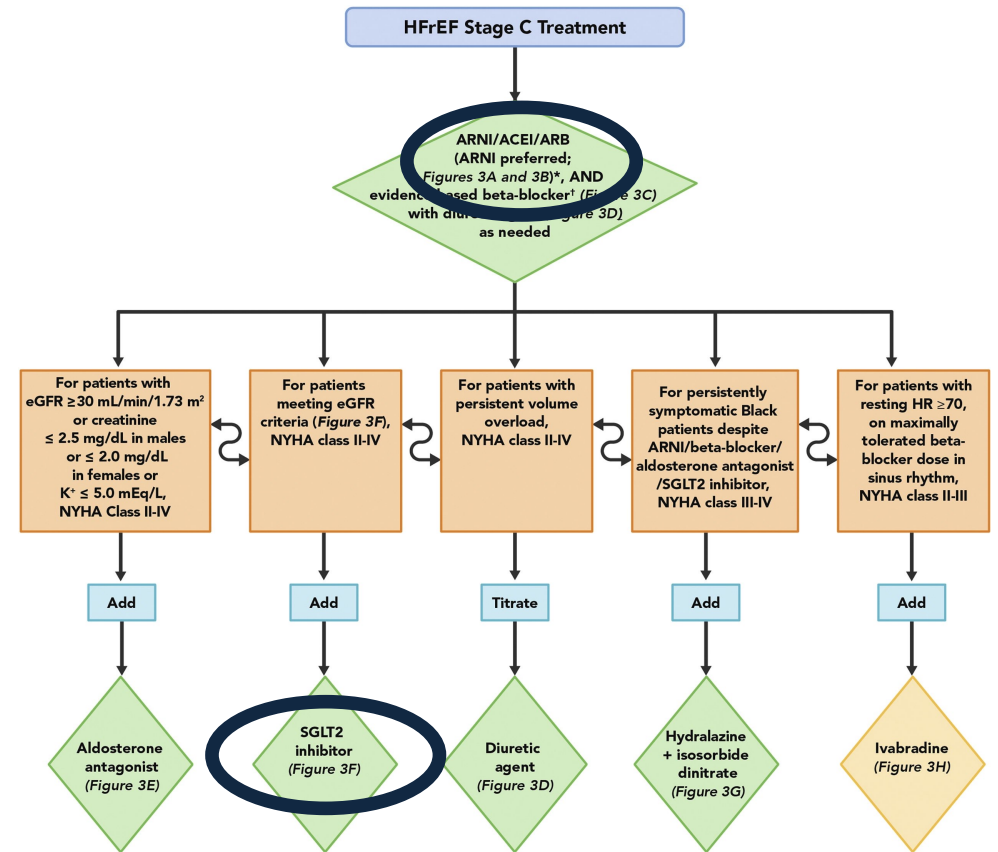 HFrEF Stage C Treatment
ARNI/ACEI/ARB
(ARNI preferred;
Figures 3A and 3B)*, AND
evidence-based beta-blocker† (Figure 3C)
with diure Figure 3D)
as needed
For patients with
eGFR ≥30 mL/min/1.73 m²
or creatinine
≤ 2.5 mg/dL in males
or ≤ 2.0 mg/dL
in females or
K⁺ ≤ 5.0 mEq/L,
NYHA Class II-IV
For patients
meeting eGFR
criteria (Figure 3F),
NYHA class II-IV
For patients with
persistent volume
overload,
NYHA class II-IV
For persistently
symptomatic Black
patients despite
ARNI/beta-blocker/
aldosterone antagonist
/SGLT2 inhibitor,
NYHA class III-IV
For patients with
resting HR ≥70,
on maximally
tolerated beta-
blocker dose in
sinus rhythm,
NYHA class II-III
Add
Add
Titrate
Add
Add
Aldosterone
antagonist
(Figure 3E)
SGLT2
inhibitor
(Figure 3F)
Diuretic
agent
(Figure 3D)
Hydralazine
+ isosorbide
dinitrate
(Figure 3G)
Ivabradine
(Figure 3H)